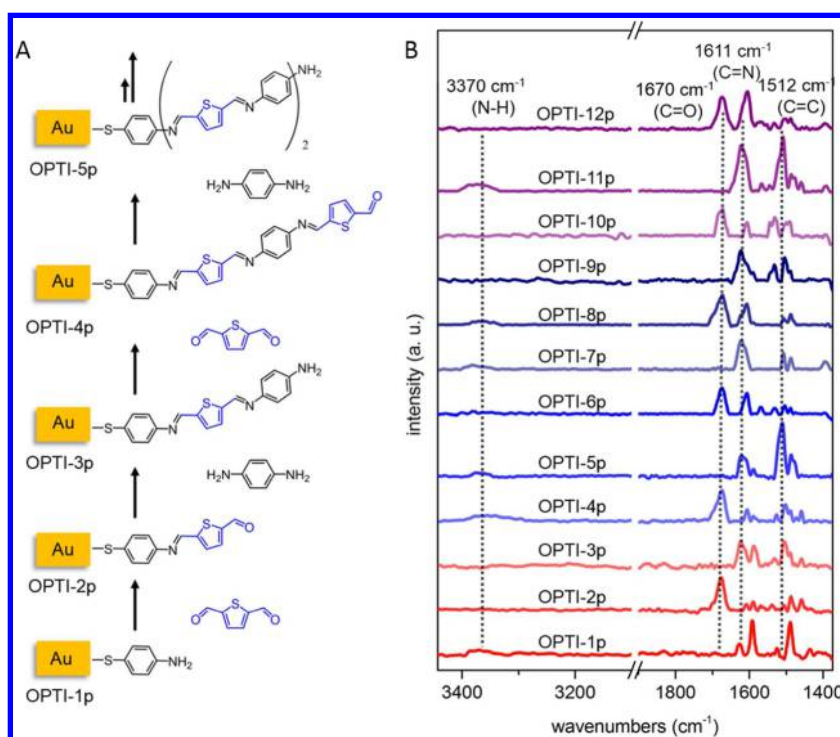 A
NH₂
2
Au
S
N
S
N
OPTI-5p
H₂N
NH₂
O
S
Au
S
N
S
N
N
OPTI-4p
O
S
O
NH₂
Au
S
N
S
N
OPTI-3p
H₂N
NH₂
Au
S
N
S
O
OPTI-2p
O
S
O
Au
S
NH₂
OPTI-1p
B
1611 cm⁻¹
(C=N)
3370 cm⁻¹
(N-H)
1670 cm⁻¹
(C=O)
1512 cm⁻¹
(C=C)
OPTI-12p
OPTI-11p
OPTI-10p
OPTI-9p
OPTI-8p
OPTI-7p
OPTI-6p
OPTI-5p
OPTI-4p
OPTI-3p
OPTI-2p
OPTI-1p
intensity (a. u.)
3400 3200 1800 1600 1400
wavenumbers (cm⁻¹)